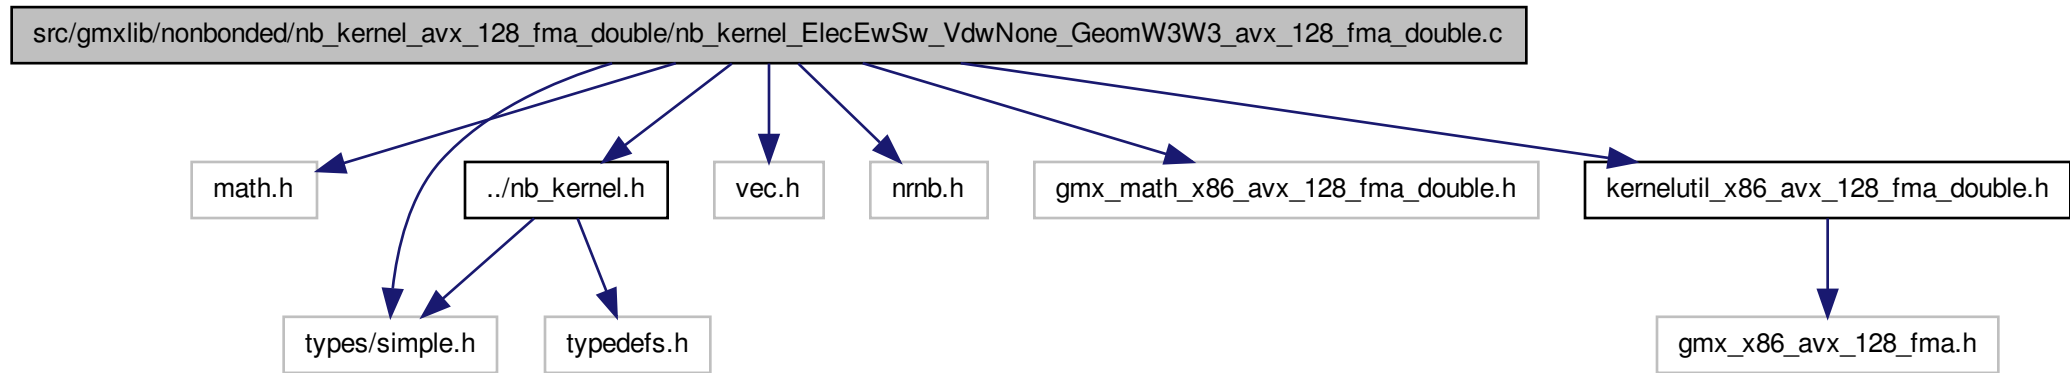 src/gmxlib/nonbonded/nb_kernel_avx_128_fma_double/nb_kernel_ElecEwSw_VdwNone_GeomW3W3_avx_128_fma_double.c
math.h
../nb_kernel.h
vec.h
nrnb.h
gmx_math_x86_avx_128_fma_double.h
kernelutil_x86_avx_128_fma_double.h
types/simple.h
typedefs.h
gmx_x86_avx_128_fma.h